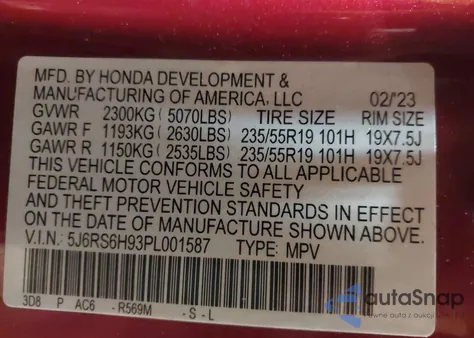 MFD. BY HONDA DEVELOPMENT &
MANUFACTURING OF AMERICA, LLC 02/'23
GVWR 2300KG ( 5070LBS) TIRE SIZE RIM SIZE
GAWR F 1193KG ( 2630LBS) 235/55R19 101H 19X7.5J
GAWR R 1150KG ( 2535LBS) 235/55R19 101H 19X7.5J
THIS VEHICLE CONFORMS TO ALL APPLICABLE
FEDERAL MOTOR VEHICLE SAFETY
AND THEFT PREVENTION STANDARDS IN EFFECT
ON THE DATE OF MANUFACTURE SHOWN ABOVE.
V.I.N.: 5J6RS6H93PL001587 TYPE: MPV
3D8 P AC6 - R569M - S - L
autoSnap